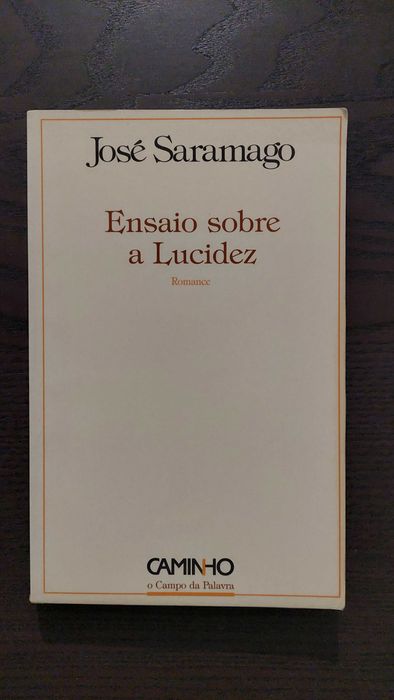 José Saramago
Ensaio sobre
a Lucidez
Romance
CAMINHO
o Campo da Palavra